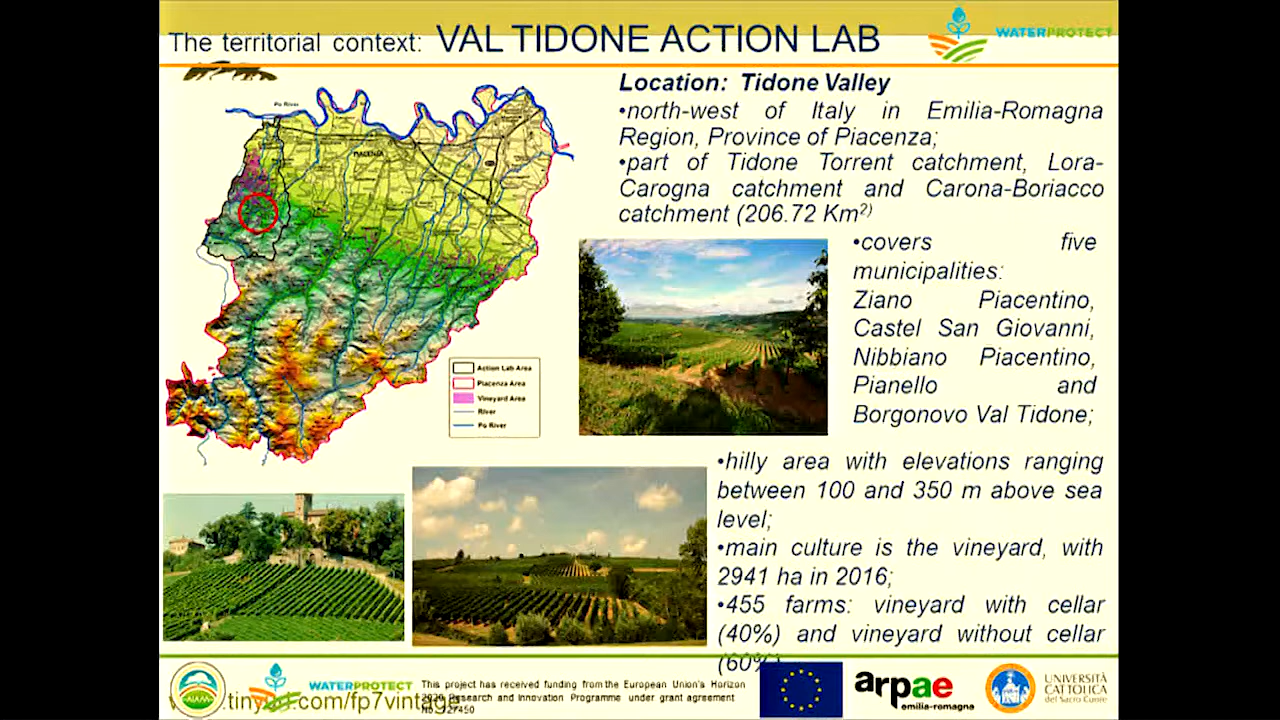 The territorial context: VAL TIDONE ACTION LAB
WATERPROTECT
Po River
PIACENZA
Action Lab Area
Piacenza Area
Vineyard Area
River
Po River
Location: Tidone Valley
•north-west of Italy in Emilia-Romagna
Region, Province of Piacenza;
•part of Tidone Torrent catchment, Lora-
Carogna catchment and Carona-Boriacco
catchment (206.72 Km²⁾
•covers five
municipalities:
Ziano Piacentino,
Castel San Giovanni,
Nibbiano Piacentino,
Pianello and
Borgonovo Val Tidone;
•hilly area with elevations ranging
between 100 and 350 m above sea
level;
•main culture is the vineyard, with
2941 ha in 2016;
•455 farms: vineyard with cellar
(40%) and vineyard without cellar
(60%)
WATERPROTECT
This project has received funding from the European Union's Horizon
2020 Research and Innovation Programme under grant agreement
No. 727450
arpae
emilia-romagna
UNIVERSITÀ
CATTOLICA
del Sacro Cuore